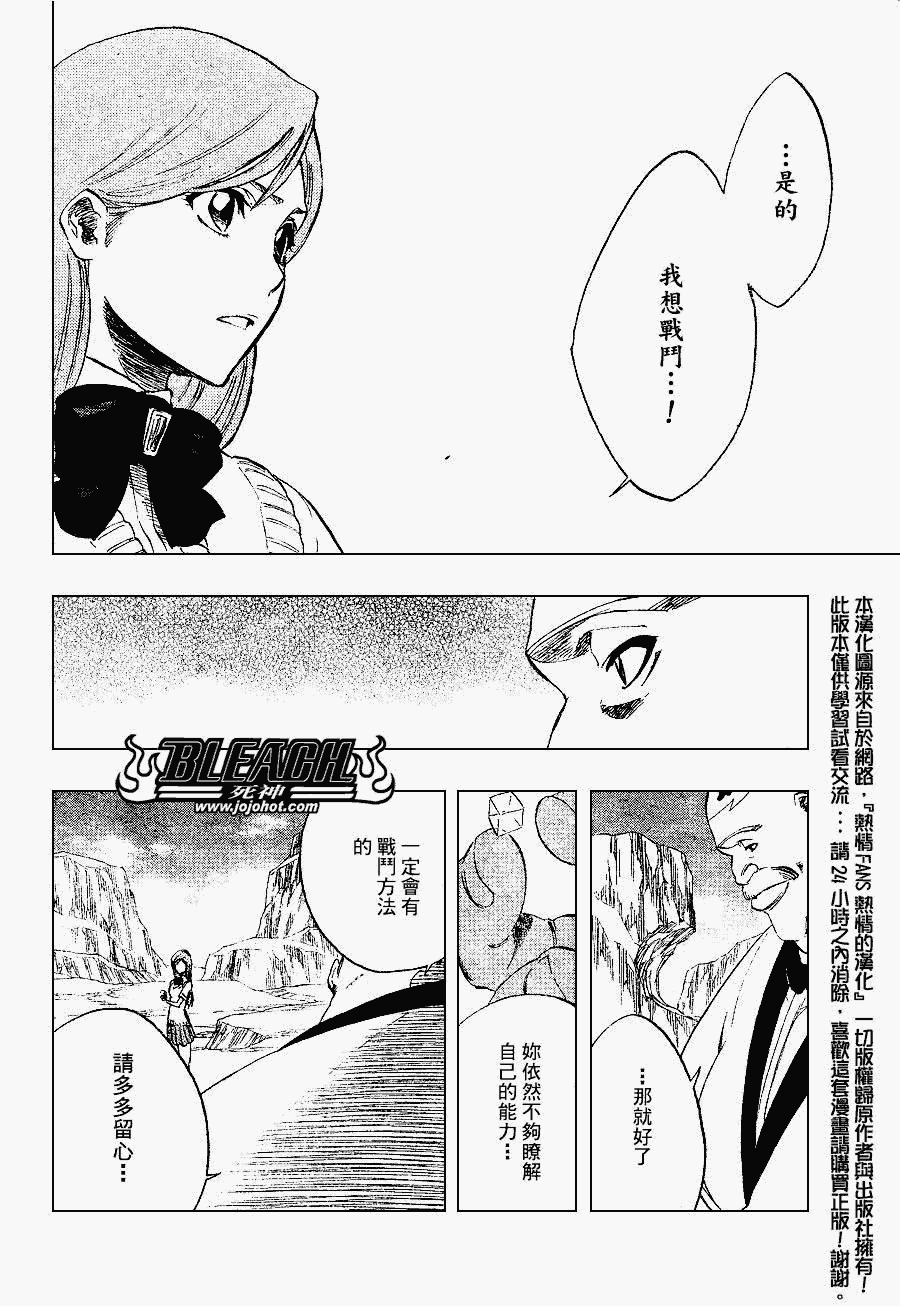 …是的
我想戰鬥…！
…那就好了
妳依然不夠瞭解
自己的能力…
一定會有
戰鬥方法
的
請多多留心…
BLEACH
死神
www.jojohot.com
本漢化圖源來自於網路，『熱情FANS熱情的漢化』一切版權歸原作者與出版社擁有！
此版本僅供學習試看交流…請24小時之內消除，喜歡這套漫畫請購買正版！謝謝。